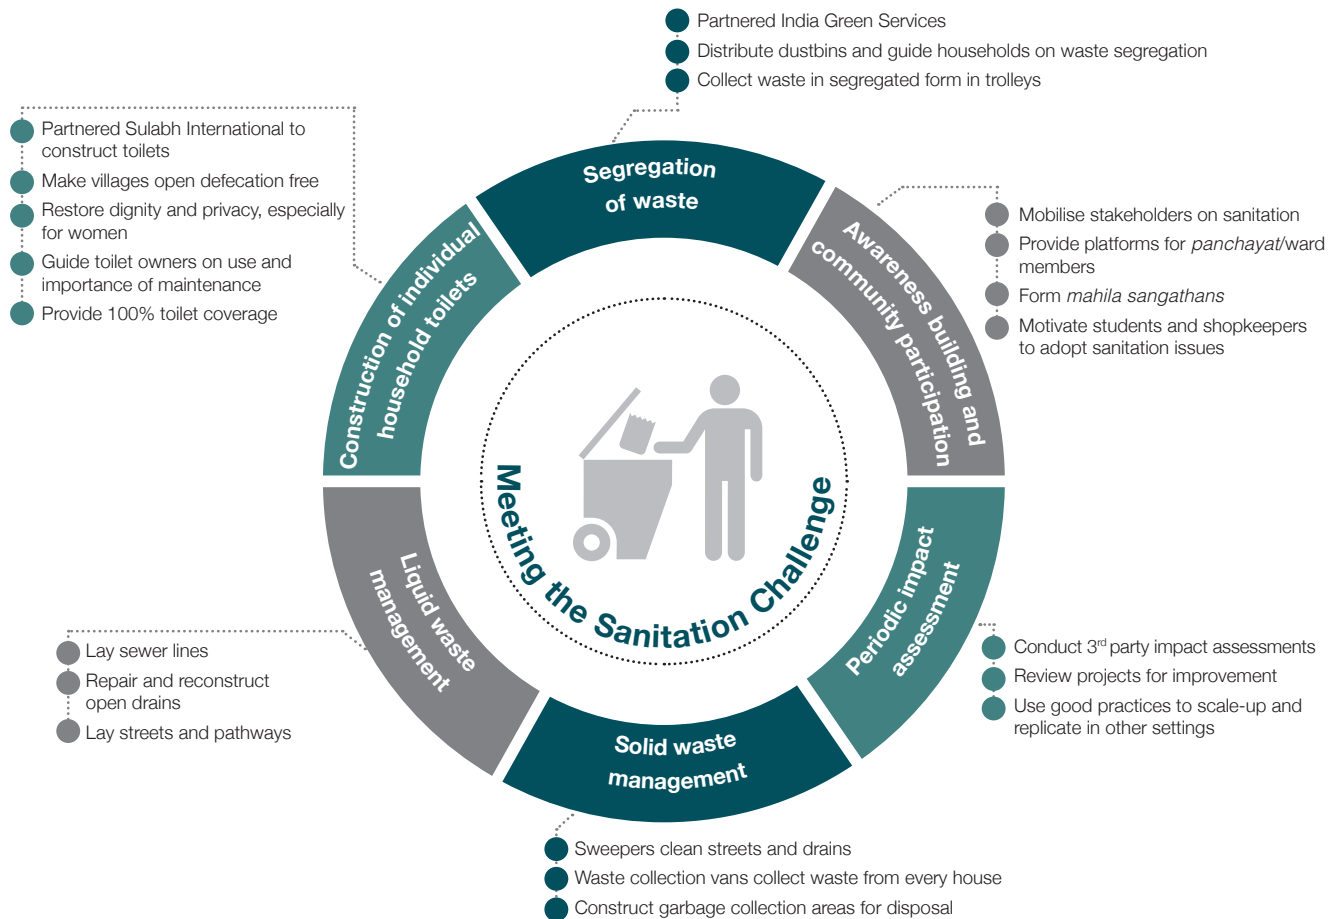 Partnered India Green Services
Distribute dustbins and guide households on waste segregation
Collect waste in segregated form in trolleys
Partnered Sulabh International to
construct toilets
Make villages open defecation free
Restore dignity and privacy, especially
for women
Guide toilet owners on use and
importance of maintenance
Provide 100% toilet coverage
Segregation
of waste
Mobilise stakeholders on sanitation
Provide platforms for panchayat/ward
members
Form mahila sangathans
Motivate students and shopkeepers
to adopt sanitation issues
Construction of individual
household toilets
Awareness building and
community participation
Meeting the Sanitation Challenge
Liquid waste
management
Periodic impact
assessment
Lay sewer lines
Repair and reconstruct
open drains
Lay streets and pathways
Conduct 3rd party impact assessments
Review projects for improvement
Use good practices to scale-up and
replicate in other settings
Solid waste
management
Sweepers clean streets and drains
Waste collection vans collect waste from every house
Construct garbage collection areas for disposal